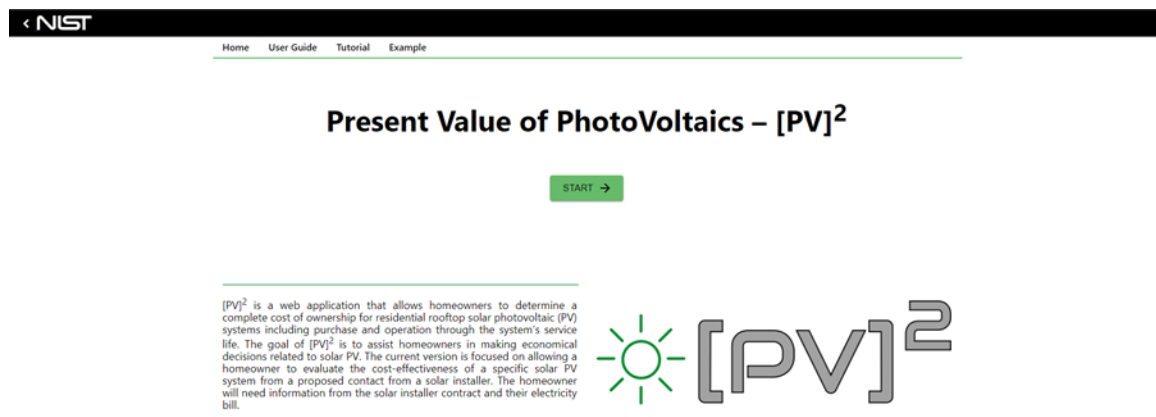 < NIST
Home User Guide Tutorial Example
Present Value of PhotoVoltaics – [PV]²
START →
[PV]² is a web application that allows homeowners to determine a
complete cost of ownership for residential rooftop solar photovoltaic (PV)
systems including purchase and operation through the system's service
life. The goal of [PV]² is to assist homeowners in making economical
decisions related to solar PV. The current version is focused on allowing a
homeowner to evaluate the cost-effectiveness of a specific solar PV
system from a proposed contact from a solar installer. The homeowner
will need information from the solar installer contract and their electricity
bill.
[PV]²